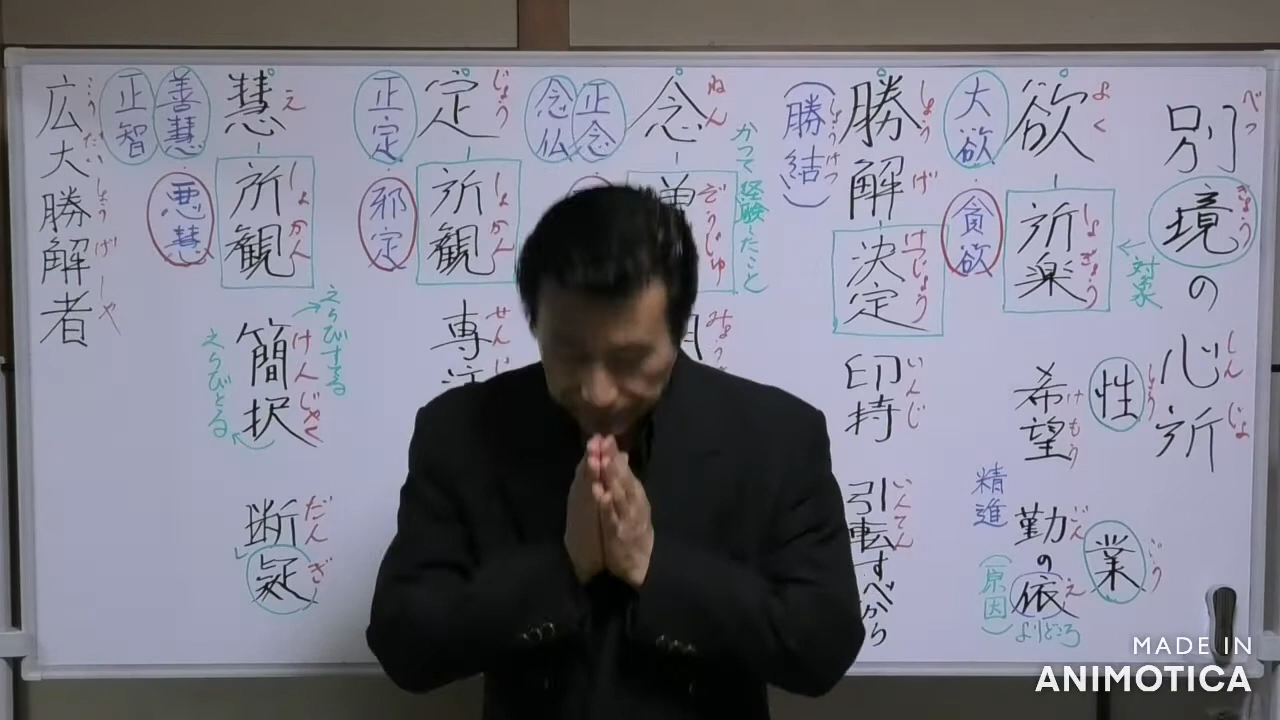 別境の心所
べっ
ぎょう
しん
じょ
対象
性
しょう
業
ごう
欲
よく
大欲
貪欲
所楽
しょぎょう
希望
けもう
勤の依
ごん
え
よりどころ
精進
(原因)
勝解
しょうげ
(勝結)
しょうけつ
決定
けつじょう
印持
いんじ
引転すべから
いんてん
念
ねん
正念
念仏
かつて経験したこと
ぞうしゅ
みょう
定
じょう
正定
邪定
所観
しょかん
専注
せん
慧
え
善慧
正智
悪慧
所観
しょかん
簡択
けんじゃく
えらびすてる
えらびとる
断疑
だん
ぎ
広大勝解者
こうだいしょうげしゃ
MADE IN
ANIMOTICA